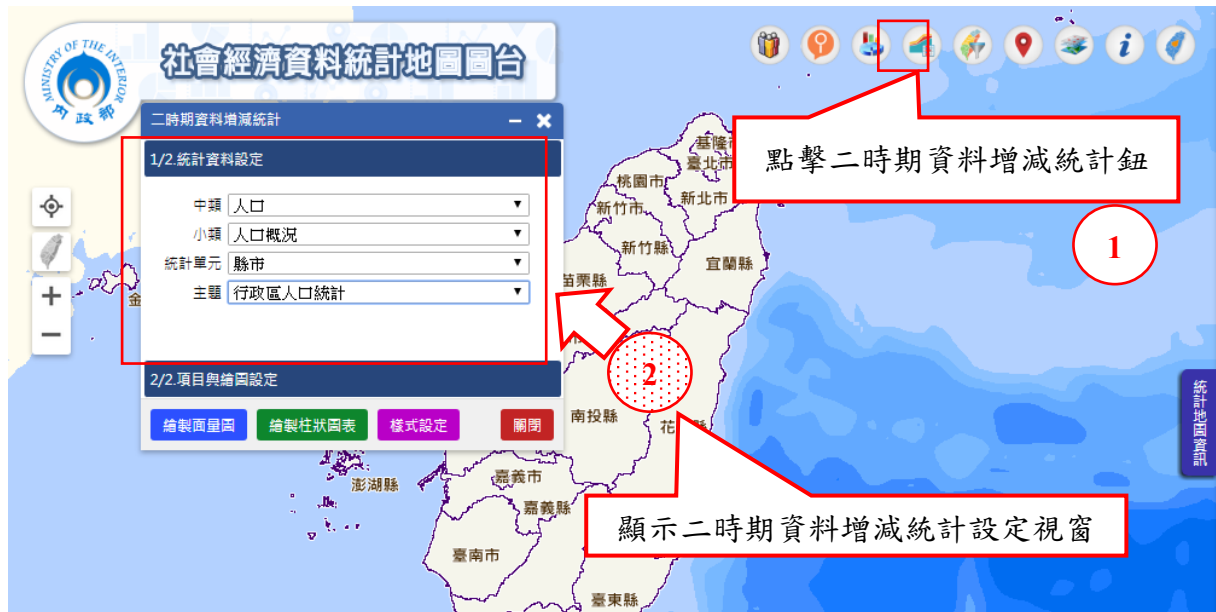 MINISTRY OF THE INTERIOR
內政部
社會經濟資料統計地圖圖台
二時期資料增減統計
1/2.統計資料設定
中類 人口
小類 人口概況
統計單元 縣市
主題 行政區人口統計
2/2.項目與繪圖設定
繪製面量圖
繪製柱狀圖表
樣式設定
關閉
點擊二時期資料增減統計鈕
1
2
顯示二時期資料增減統計設定視窗
基隆
臺北市
桃園市
新竹市
新北市
新竹縣
宜蘭縣
苗栗縣
金
南投縣
花
澎湖縣
嘉義市
嘉義縣
臺南市
臺東縣
統計地圖資訊